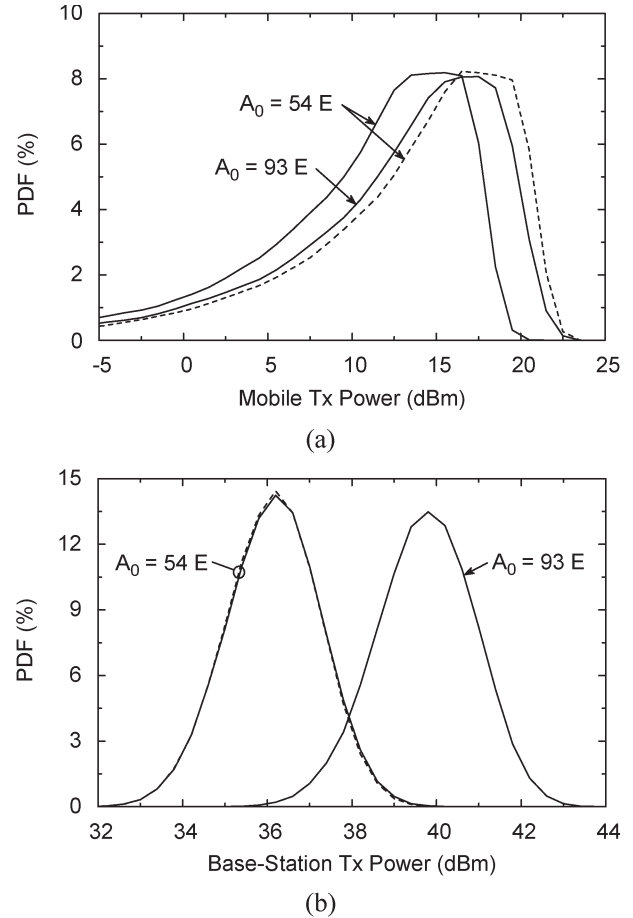 10
8
A0 = 54 E
6
A0 = 93 E
PDF (%)
4
2
0
-5 0 5 10 15 20 25
Mobile Tx Power (dBm)
(a)
15
12
A0 = 54 E
A0 = 93 E
9
PDF (%)
6
3
0
32 34 36 38 40 42 44
Base-Station Tx Power (dBm)
(b)